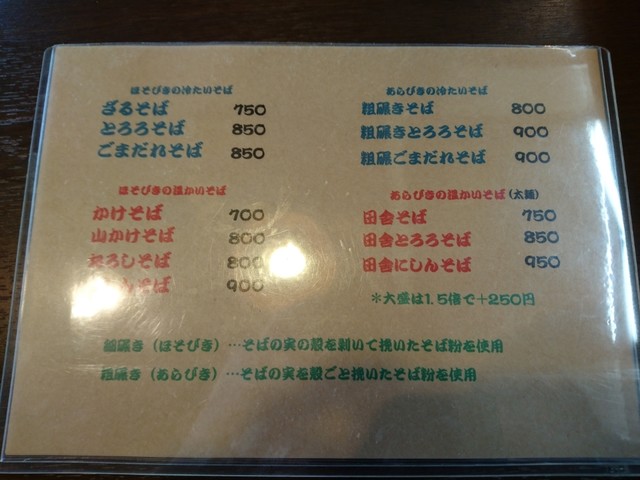 ほそびきの冷たいそば
ざるそば 750
とろろそば 850
ごまだれそば 850
あらびきの冷たいそば
粗碾きそば 800
粗碾きとろろそば 900
粗碾ごまだれそば 900
ほそびきの温かいそば
かけそば 700
山かけそば 800
おろしそば 800
そば 900
あらびきの温かいそば(太麺)
田舎そば 750
田舎とろろそば 850
田舎にしんそば 950
*大盛は1.5倍で+250円
碾き(ほそびき)…そばの実の殻を剥いて挽いたそば粉を使用
粗碾き(あらびき)…そばの実を殻ごと挽いたそば粉を使用